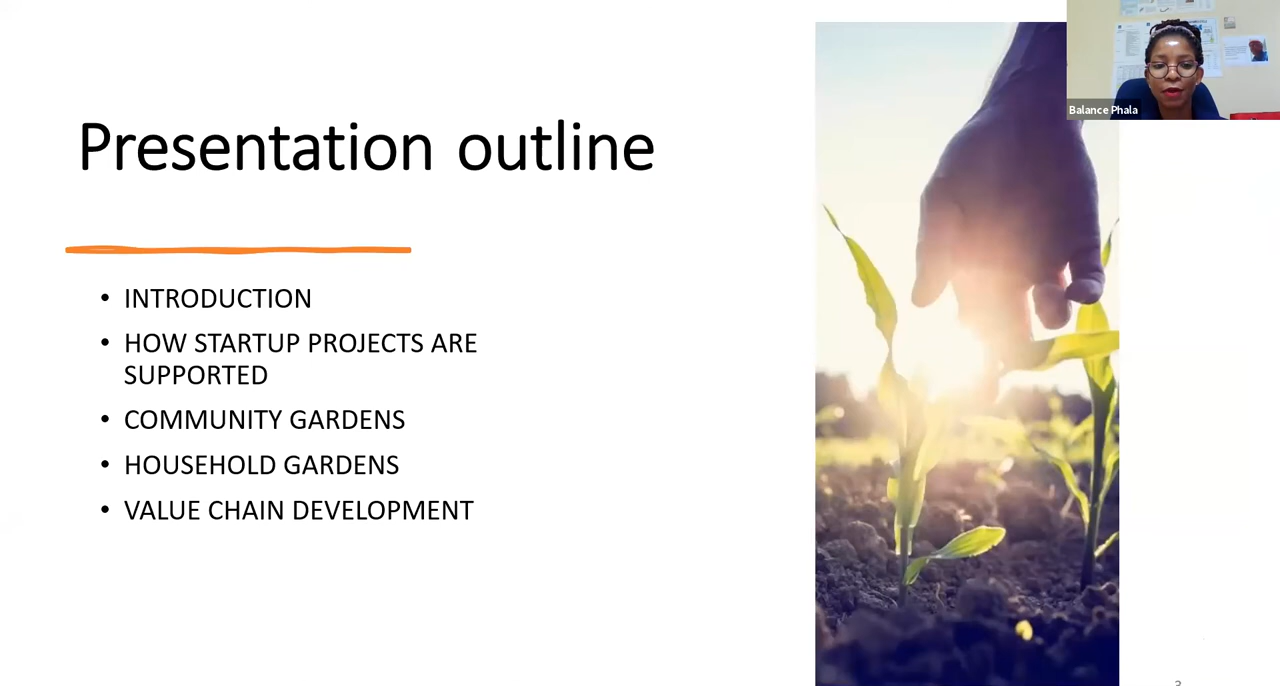 Balance Phala
Presentation outline
• INTRODUCTION
• HOW STARTUP PROJECTS ARE
SUPPORTED
• COMMUNITY GARDENS
• HOUSEHOLD GARDENS
• VALUE CHAIN DEVELOPMENT